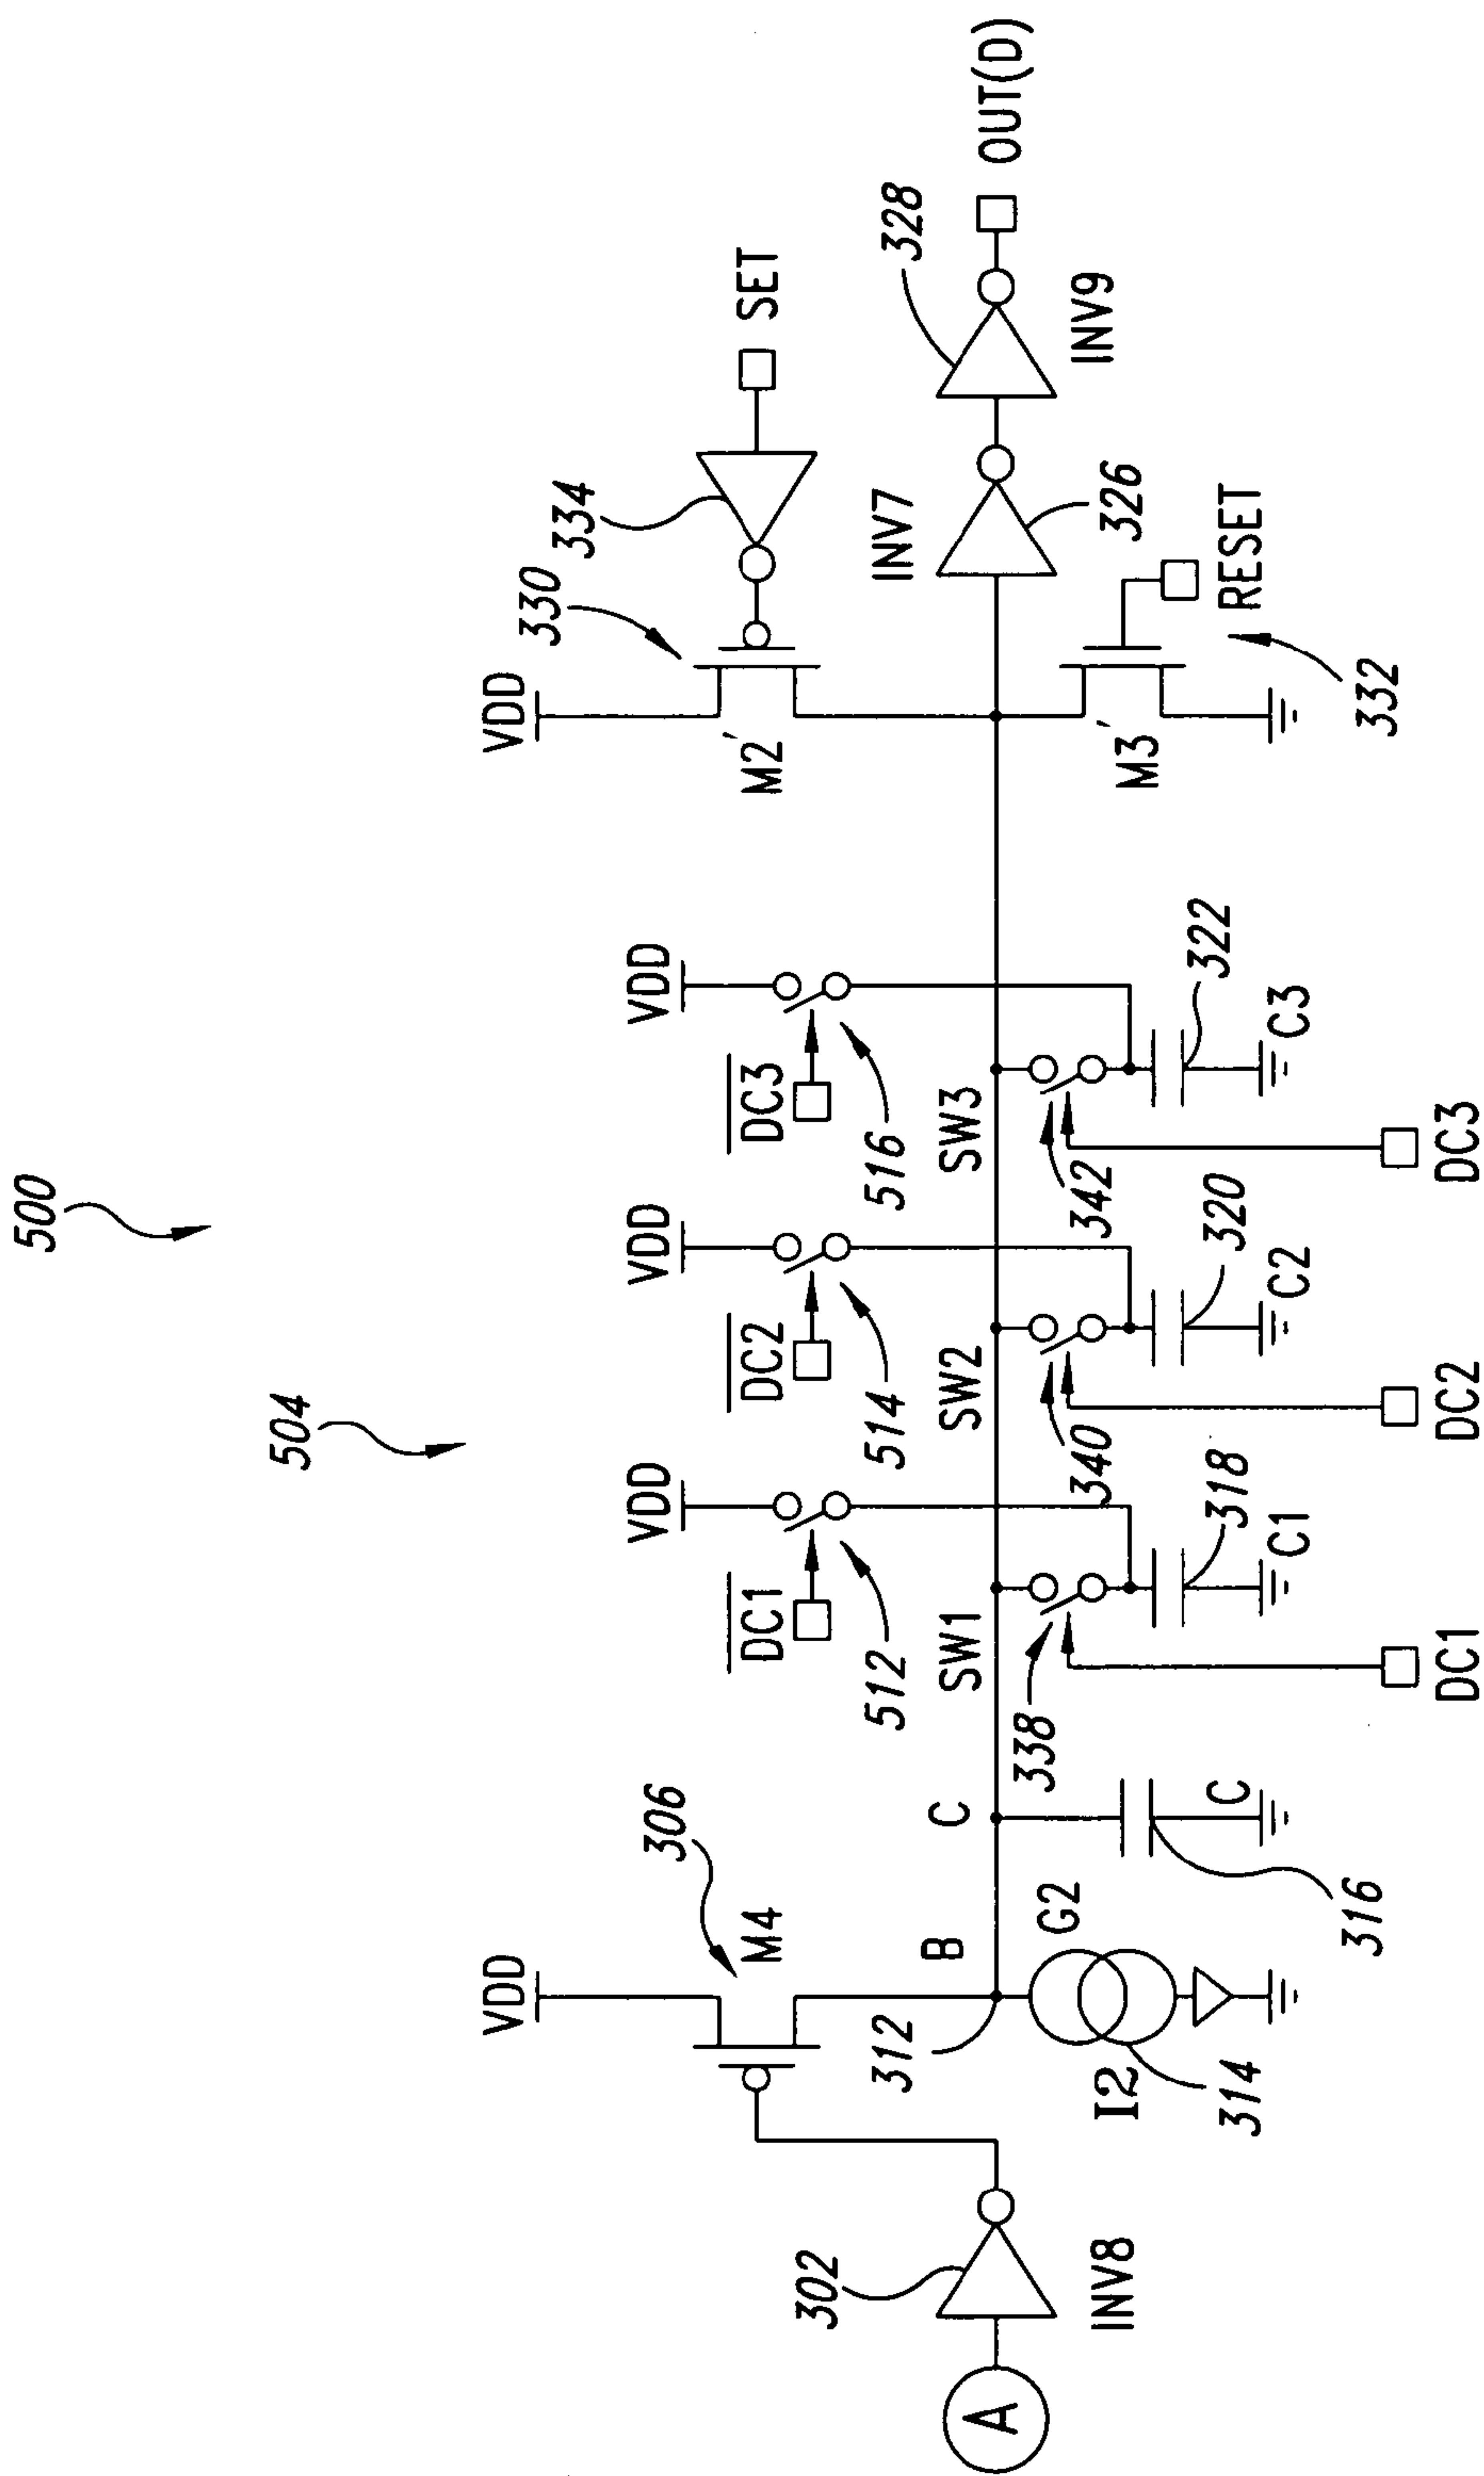 500
504
VDD
VDD
VDD
VDD
VDD
306
M4
DC1
DC2
DC3
512
514
516
330
334
SET
M2'
INV7
328
OUT(D)
B
C
SW1
SW2
SW3
312
302
A
INV8
I2
314
G2
316
C
338
318
C1
340
320
C2
342
322
C3
M3'
332
RESET
326
INV9
DC1
DC2
DC3